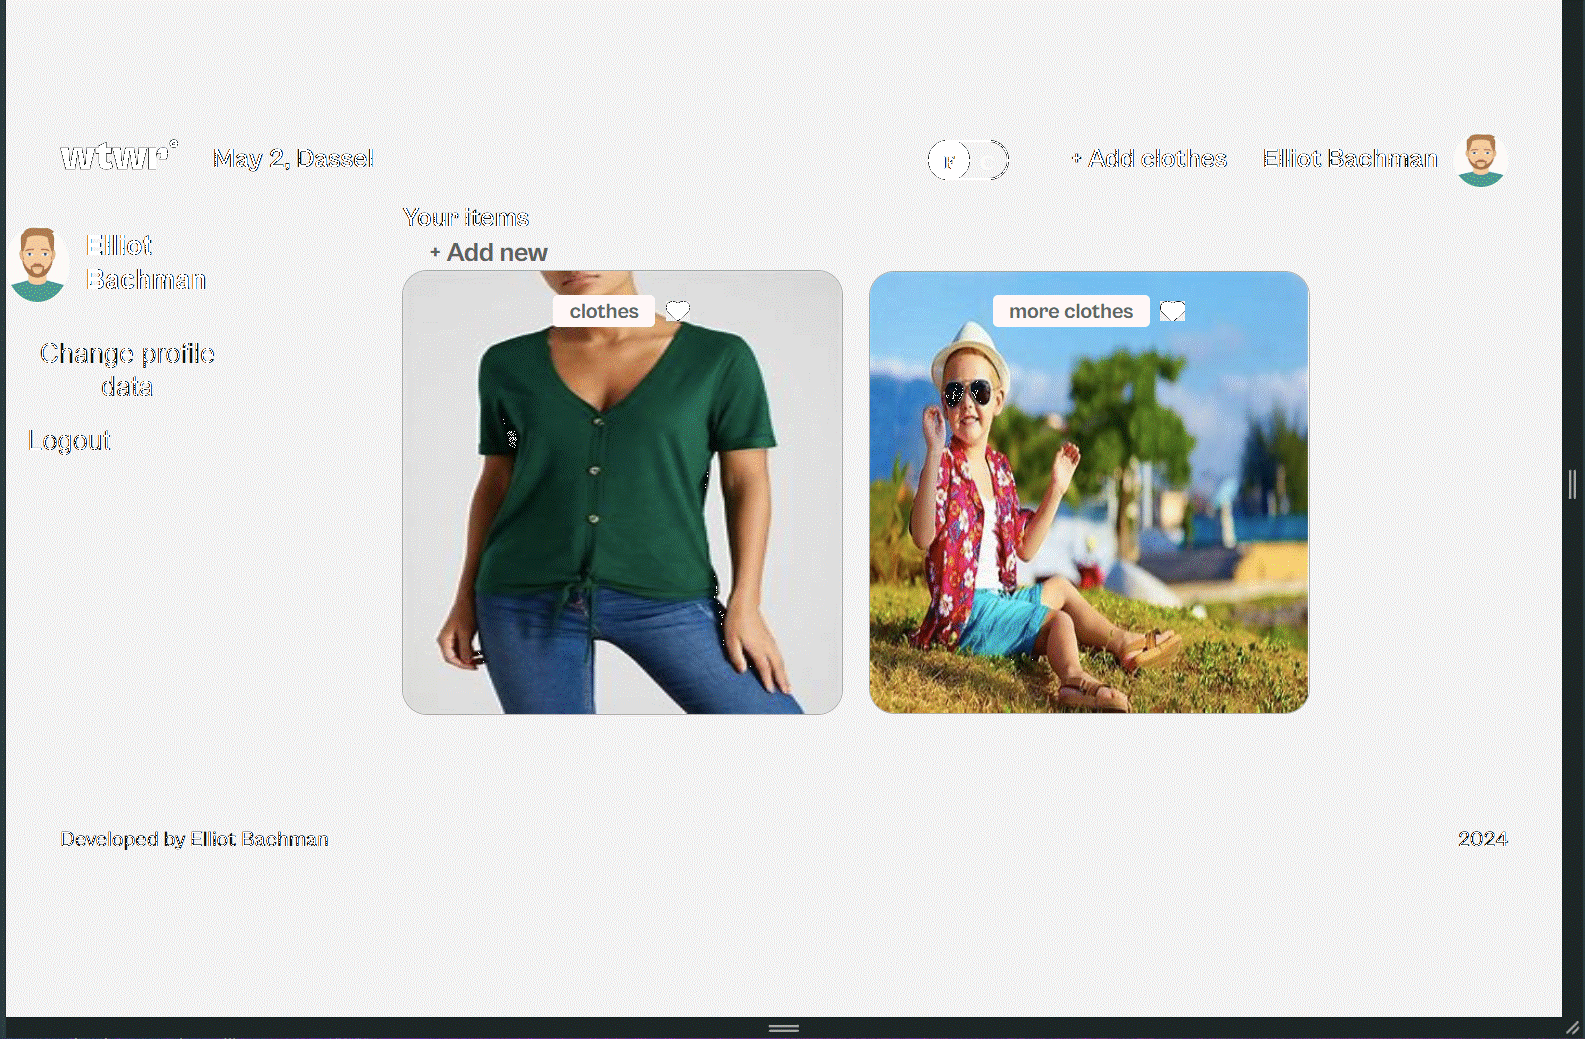 wtwr°
May 2, Dassel
F C
+ Add clothes
Elliot Bachman
Elliot
Bachman
Change profile
data
Logout
Your items
+ Add new
clothes
more clothes
Developed by Elliot Bachman
2024